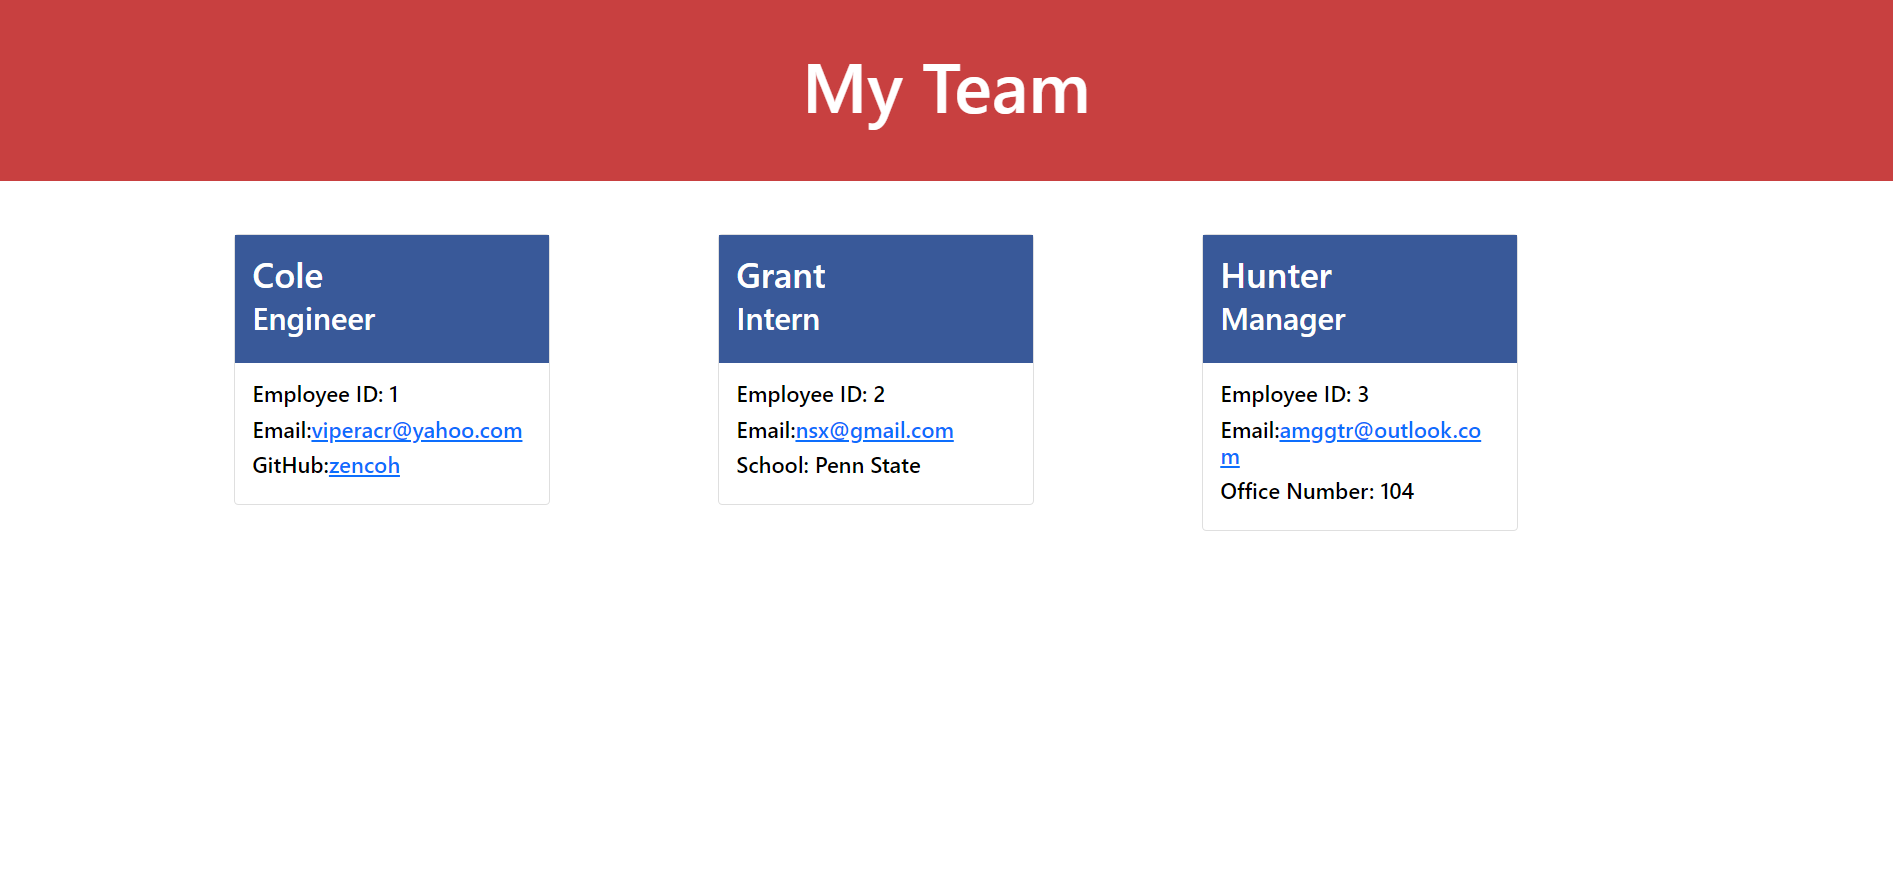 My Team
Cole
Engineer
Employee ID: 1
Email:viperacr@yahoo.com
GitHub:zencoh
Grant
Intern
Employee ID: 2
Email:nsx@gmail.com
School: Penn State
Hunter
Manager
Employee ID: 3
Email:amggtr@outlook.co
m
Office Number: 104